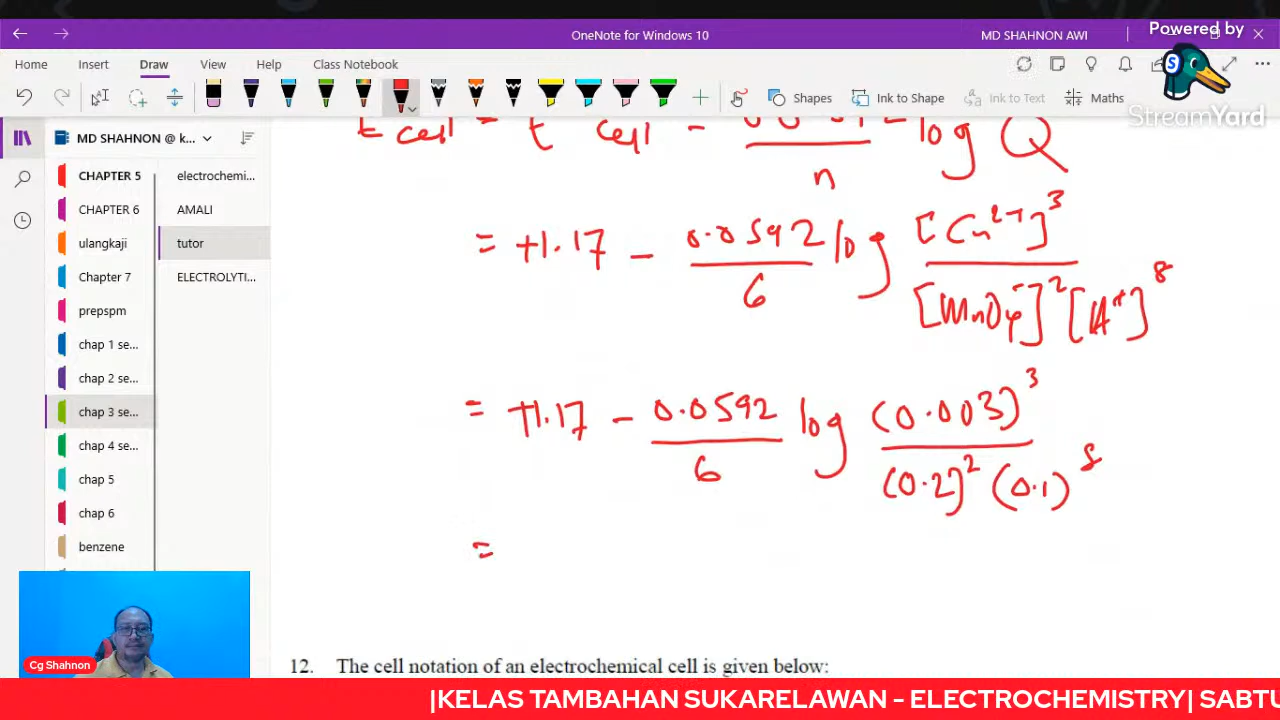 OneNote for Windows 10
MD SHAHNON AWI
Powered by
StreamYard
Home Insert Draw View Help Class Notebook
Shapes Ink to Shape Ink to Text Maths
MD SHAHNON @ k...
CHAPTER 5
CHAPTER 6
ulangkaji
Chapter 7
prepspm
chap 1 se...
chap 2 se...
chap 3 se...
chap 4 se...
chap 5
chap 6
benzene
electrochemi...
AMALI
tutor
ELECTROLYTI...
E cell = E° cell - 0.0592/n log Q
= +1.17 - 0.0592/6 log [Cu²⁺]³/[MnO₄⁻]²[H⁺]⁸
= +1.17 - 0.0592/6 log (0.003)³/(0.2)²(0.1)⁸
=
12. The cell notation of an electrochemical cell is given below:
Cg Shahnon
|KELAS TAMBAHAN SUKARELAWAN - ELECTROCHEMISTRY| SABTU